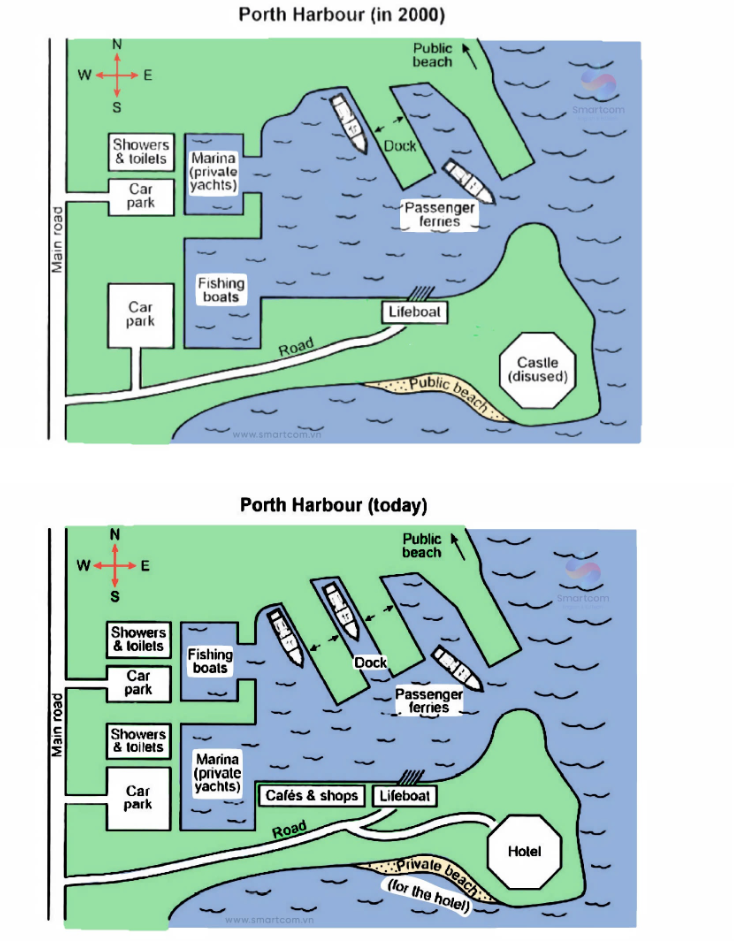 Porth Harbour (in 2000)
N
W
E
S
Public
beach
Smartcom
Showers
& toilets
Marina
(private
yachts)
Dock
Car
park
Passenger
ferries
Main road
Fishing
boats
Car
park
Lifeboat
Road
Castle
(disused)
Public beach
www.smartcom.vn
Porth Harbour (today)
N
W
E
S
Public
beach
Smartcom
Showers
& toilets
Fishing
boats
Dock
Car
park
Passenger
ferries
Main road
Showers
& toilets
Marina
(private
yachts)
Car
park
Cafés & shops
Lifeboat
Road
Hotel
Private beach
(for the hotel)
www.smartcom.vn